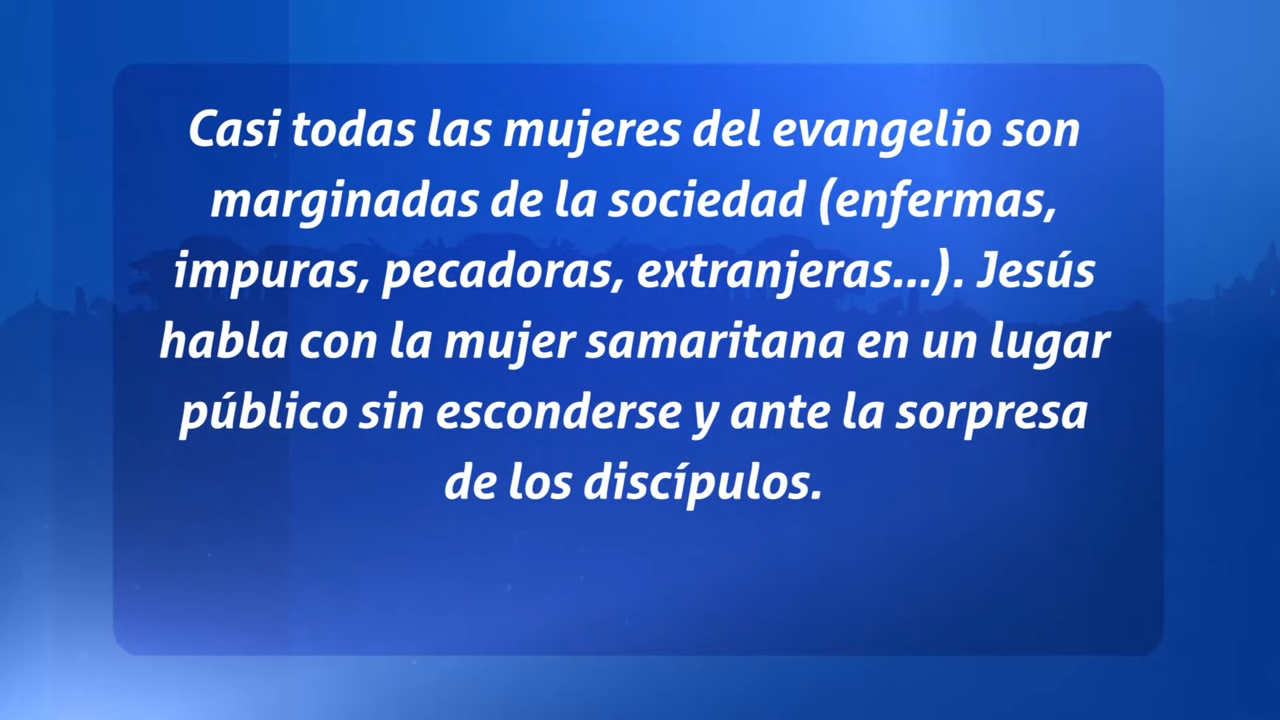 Casi todas las mujeres del evangelio son
marginadas de la sociedad (enfermas,
impuras, pecadoras, extranjeras...). Jesús
habla con la mujer samaritana en un lugar
público sin esconderse y ante la sorpresa
de los discípulos.